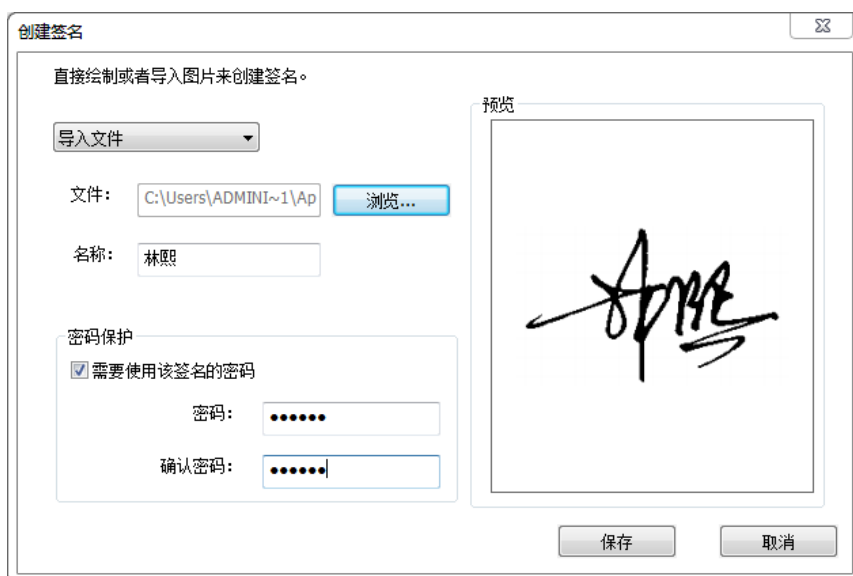 创建签名
直接绘制或者导入图片来创建签名。
导入文件
文件：
C:\Users\ADMINI~1\Ap
浏览...
名称：
林熙
密码保护
需要使用该签名的密码
密码：
●●●●●●
确认密码：
●●●●●●
预览
保存
取消